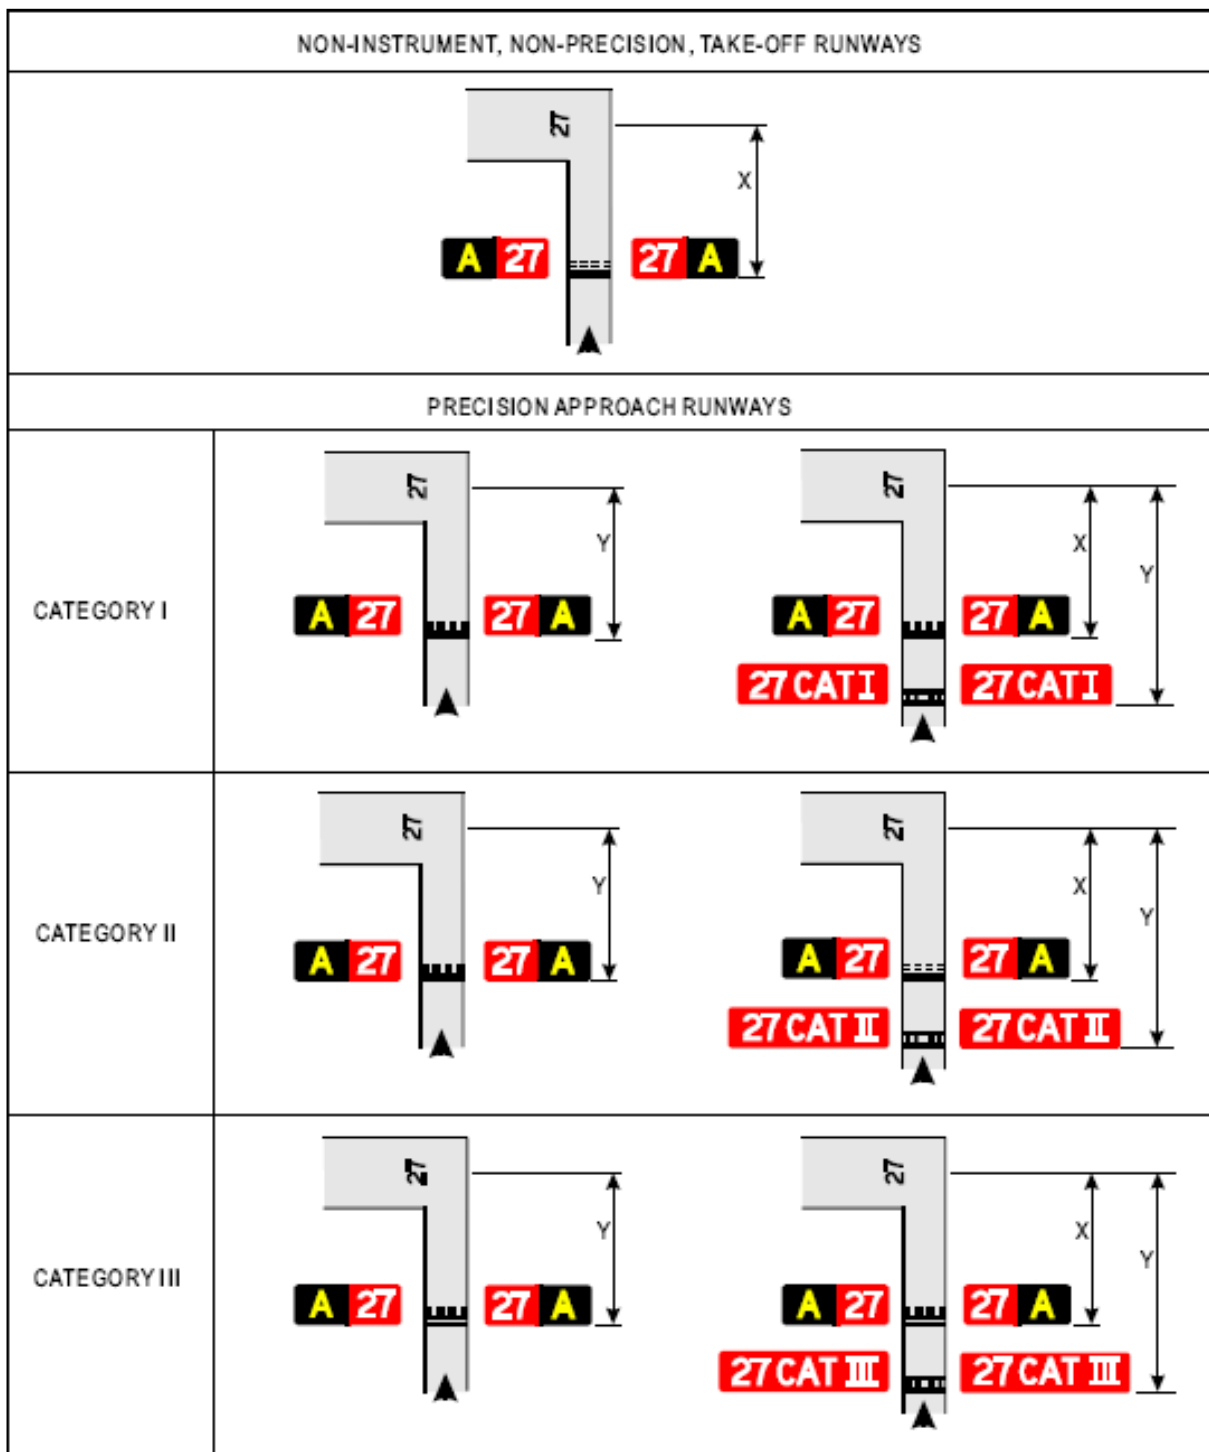 NON-INSTRUMENT, NON-PRECISION, TAKE-OFF RUNWAYS
27
X
A 27 27 A
PRECISION APPROACH RUNWAYS
CATEGORY I
27
Y
A 27 27 A
27
X
Y
A 27 27 A
27 CAT I 27 CAT I
CATEGORY II
27
Y
A 27 27 A
27
X
Y
A 27 27 A
27 CAT II 27 CAT II
CATEGORY III
27
Y
A 27 27 A
27
X
Y
A 27 27 A
27 CAT III 27 CAT III